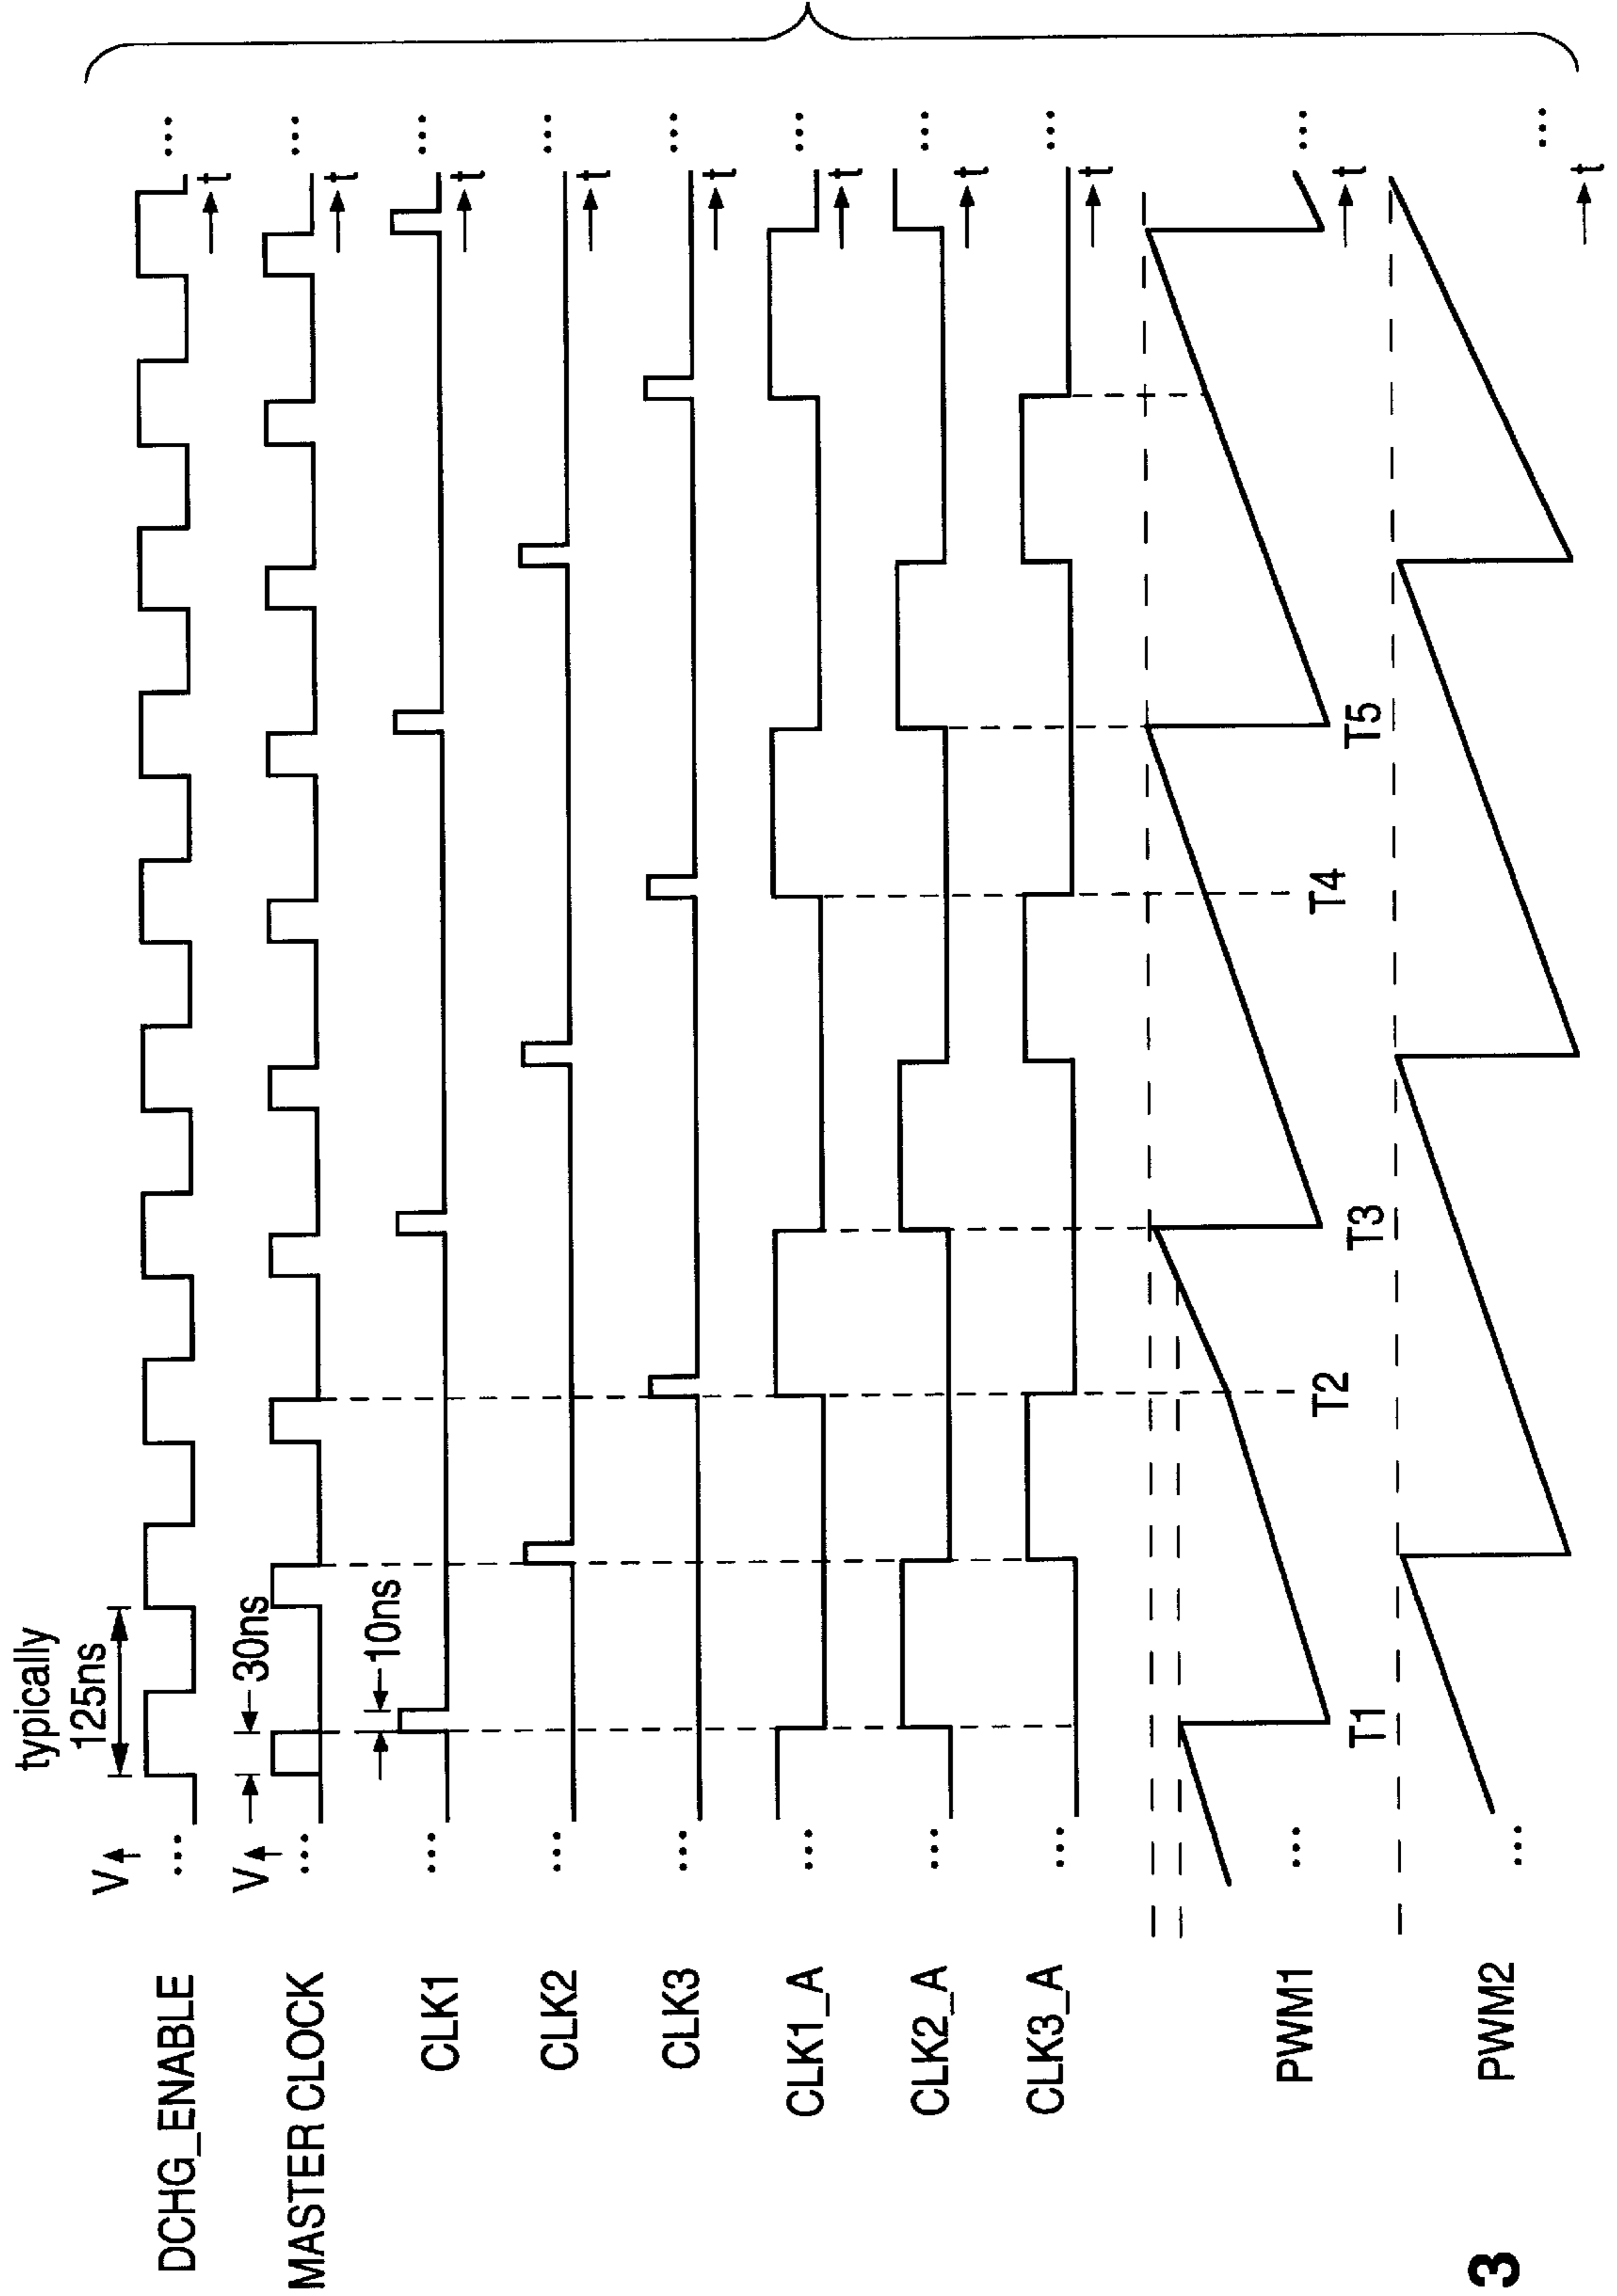 typically
125ns
V
DCHG_ENABLE
... ...
t
30ns
V
MASTER CLOCK
... ...
t
10ns
CLK1
... ...
t
CLK2
... ...
t
CLK3
... ...
t
CLK1_A
... ...
t
CLK2_A
... ...
t
CLK3_A
... ...
t
PWM1
... ...
T1 T2 T3 T4 T5 t
PWM2
... ...
t
3